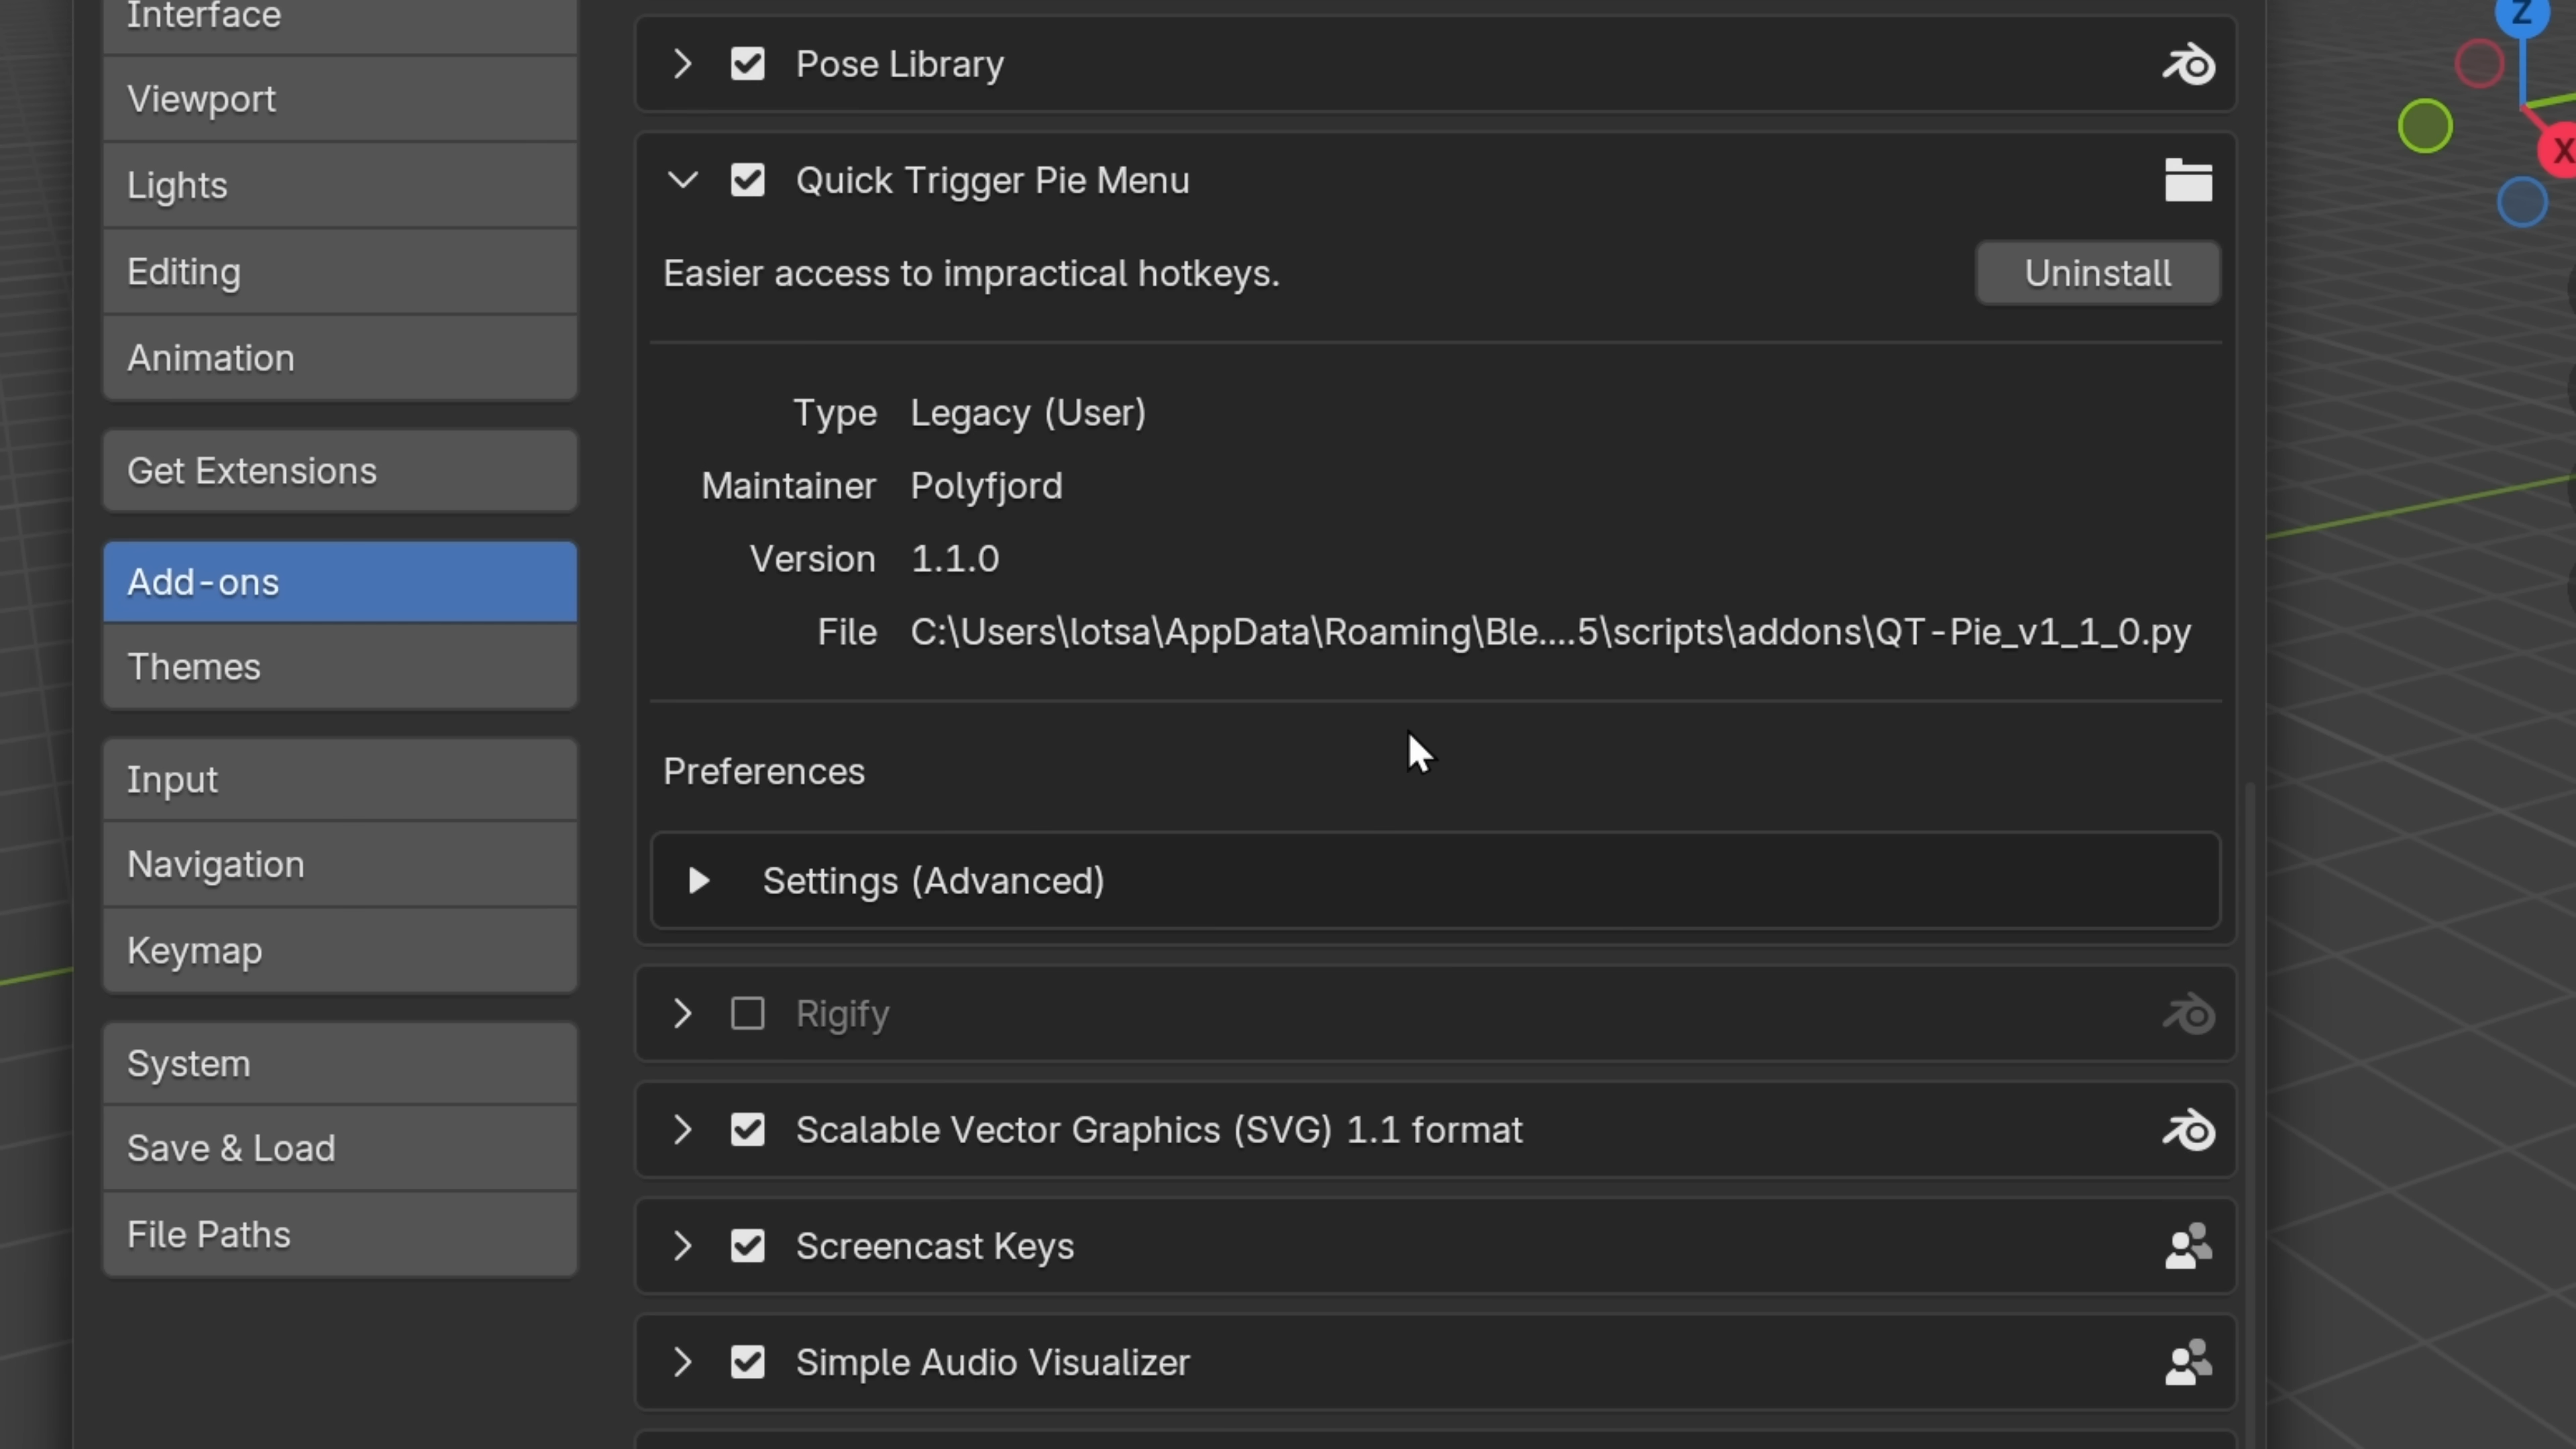 Interface
Viewport
Lights
Editing
Animation
Get Extensions
Add-ons
Themes
Input
Navigation
Keymap
System
Save & Load
File Paths
Pose Library
Quick Trigger Pie Menu
Easier access to impractical hotkeys.
Uninstall
Type Legacy (User)
Maintainer Polyfjord
Version 1.1.0
File C:\Users\lotsa\AppData\Roaming\Ble....5\scripts\addons\QT-Pie_v1_1_0.py
Preferences
Settings (Advanced)
Rigify
Scalable Vector Graphics (SVG) 1.1 format
Screencast Keys
Simple Audio Visualizer
Z
X